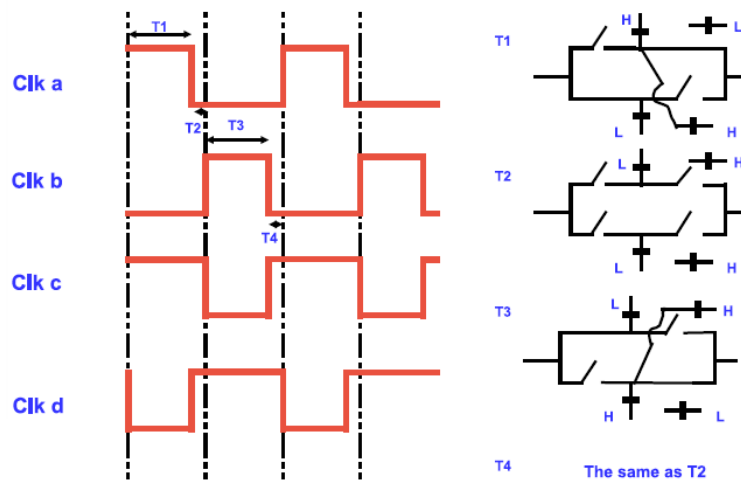 T1
Clk a
T2
T3
Clk b
T4
Clk c
Clk d
T1
H
L
L
H
T2
L
H
L
H
T3
L
H
H
L
T4
The same as T2